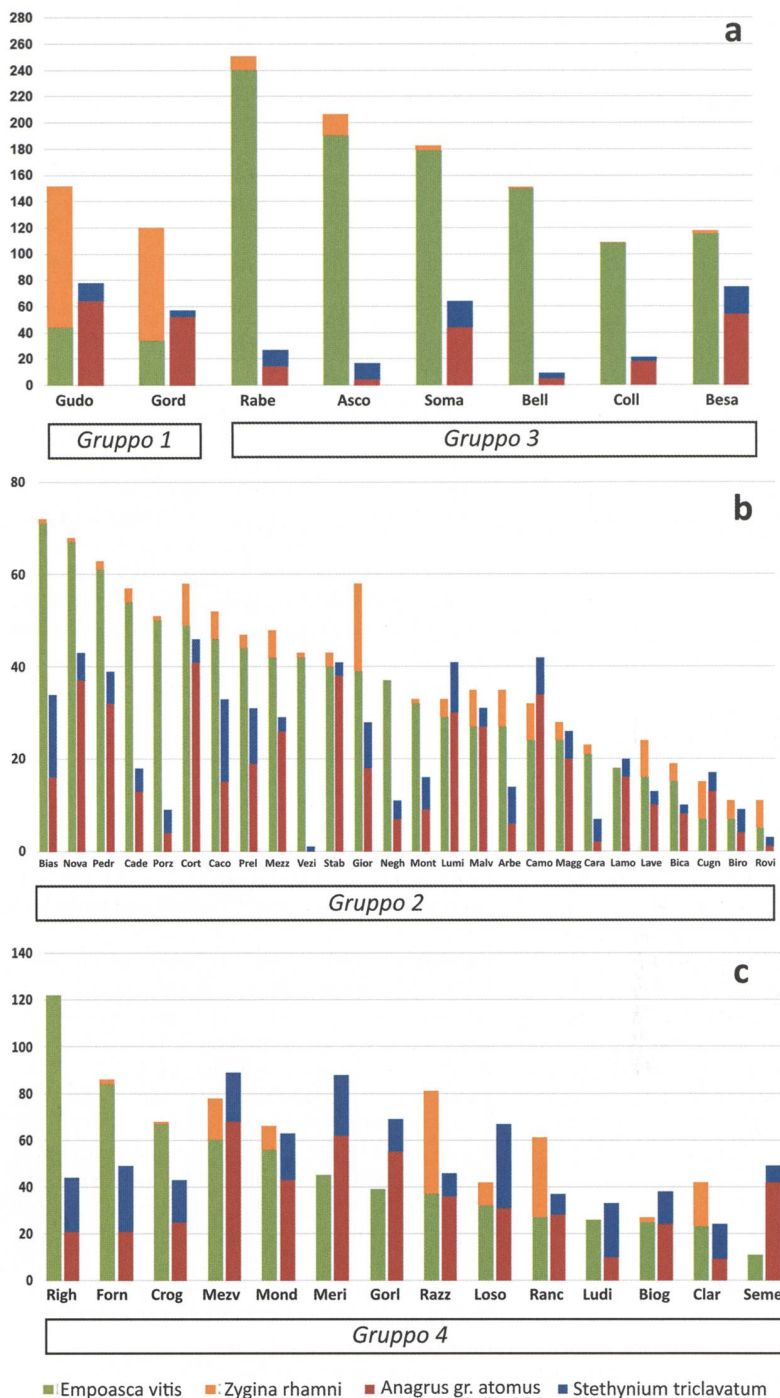 a
280
260
240
220
200
180
160
140
120
100
80
60
40
20
0
Gudo Gord Rabe Asco Soma Bell Coll Besa
Gruppo 1 Gruppo 3
b
80
60
40
20
0
Bias Nova Pedr Cade Porz Cort Caco Prel Mezz Vezi Stab Gior Negh Mont Lumi Malv Arbe Camo Magg Cara Lamo Lave Bica Cugn Biro Rovi
Gruppo 2
c
140
120
100
80
60
40
20
0
Righ Forn Crog Mezv Mond Meri Gorl Razz Loso Ranc Ludi Biog Clar Seme
Gruppo 4
Empoasca vitis Zygina rhamni Anagrus gr. atomus Stethynium triclavatum